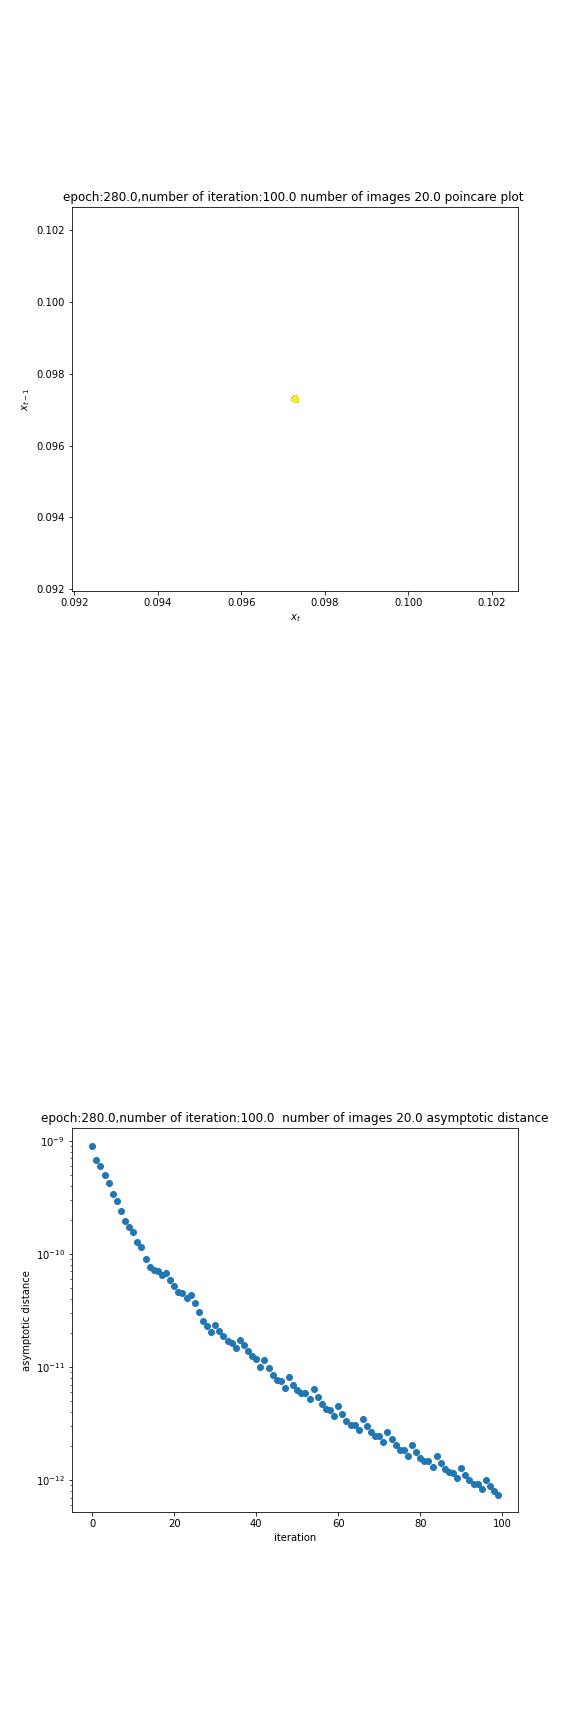 epoch:280.0,number of iteration:100.0 number of images 20.0 poincare plot
0.102
0.100
0.098
0.096
0.094
0.092
x_{t-1}
0.092 0.094 0.096 0.098 0.100 0.102
x_t
epoch:280.0,number of iteration:100.0  number of images 20.0 asymptotic distance
10^{-9}
10^{-10}
10^{-11}
10^{-12}
asymptotic distance
0 20 40 60 80 100
iteration